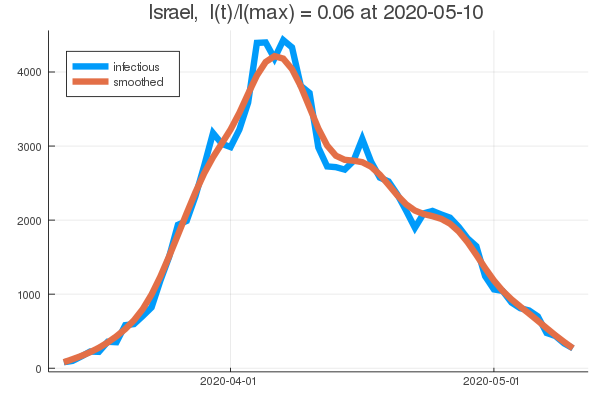 Israel, I(t)/I(max) = 0.06 at 2020-05-10
infectious
smoothed
4000
3000
2000
1000
0
2020-04-01
2020-05-01